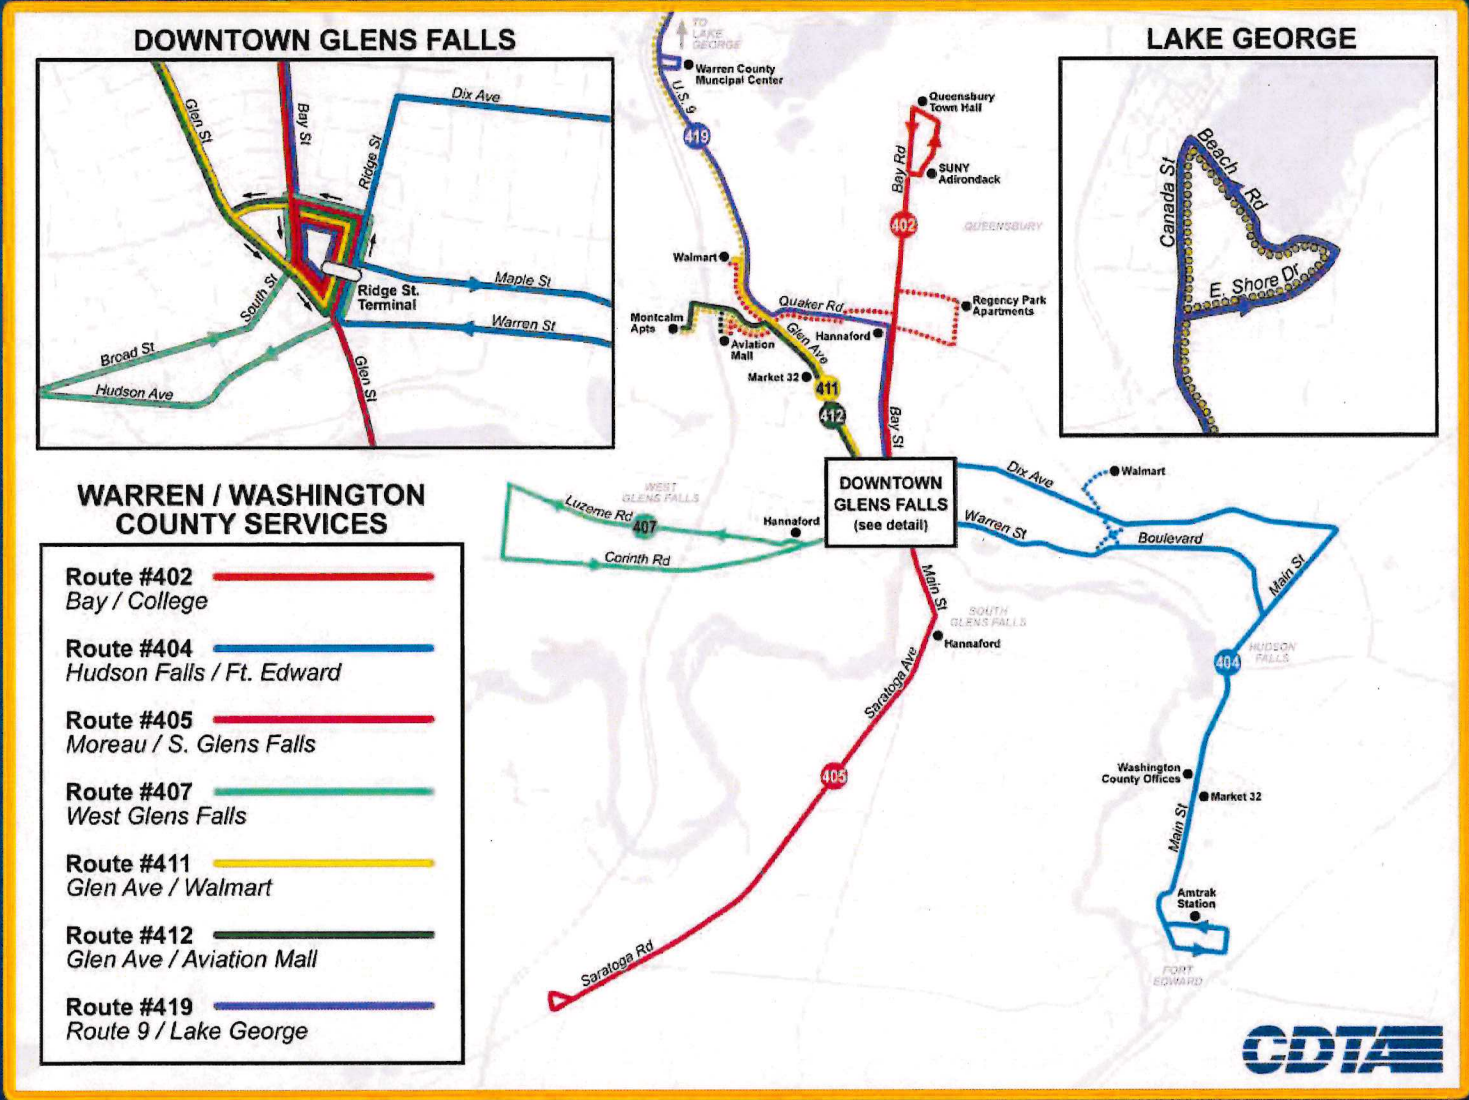 DOWNTOWN GLENS FALLS
Glen St
Bay St
Ridge St
Dix Ave
Maple St
Ridge St.
Terminal
Warren St
South St
Broad St
Hudson Ave
Glen St
TO
LAKE
GEORGE
Warren County
Muncipal Center
U.S. 9
419
Queensbury
Town Hall
Bay Rd
SUNY
Adirondack
402
QUEENSBURY
Walmart
Quaker Rd
Regency Park
Apartments
Montcalm
Apts
Hannaford
Aviation
Mall
Glen Ave
Market 32
411
412
Bay St
LAKE GEORGE
Canada St
Beach Rd
E. Shore Dr
DOWNTOWN
GLENS FALLS
(see detail)
WEST
GLENS FALLS
Luzerne Rd
407
Hannaford
Corinth Rd
Dix Ave
Walmart
Warren St
Boulevard
Main St
Main St
SOUTH
GLENS FALLS
Hannaford
Saratoga Ave
HUDSON
FALLS
404
405
Washington
County Offices
Market 32
Main St
Amtrak
Station
Saratoga Rd
FORT
EDWARD
WARREN / WASHINGTON
COUNTY SERVICES
Route #402
Bay / College
Route #404
Hudson Falls / Ft. Edward
Route #405
Moreau / S. Glens Falls
Route #407
West Glens Falls
Route #411
Glen Ave / Walmart
Route #412
Glen Ave / Aviation Mall
Route #419
Route 9 / Lake George
CDTA